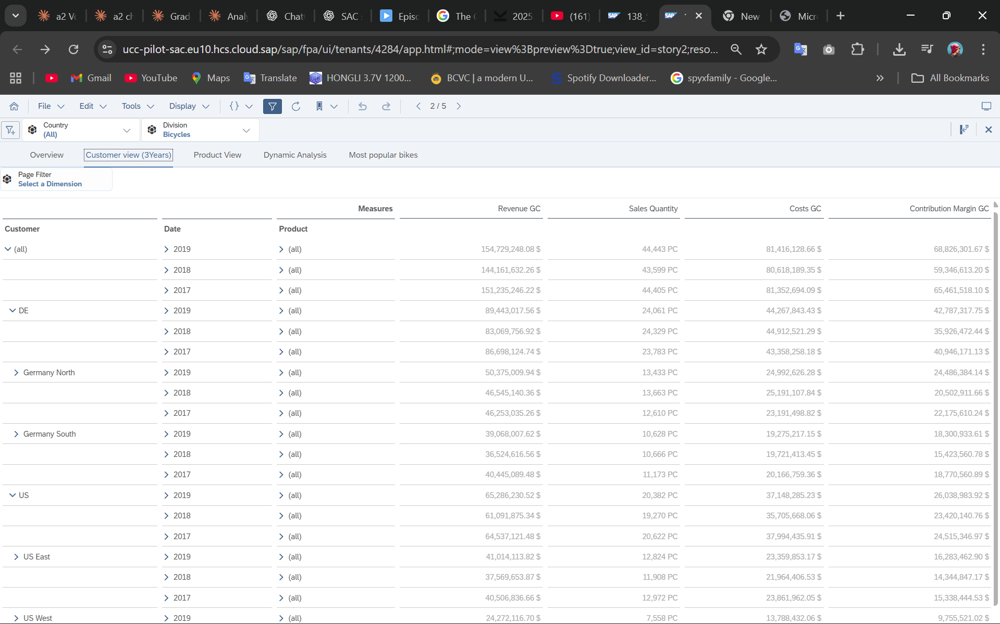 a2 Vo
a2 ch
Grad
Analy
Chat
SAC
Episo
The
2025
(161)
SAP 138_
SAP
New
Micr
ucc-pilot-sac.eu10.hcs.cloud.sap/sap/fpa/ui/tenants/4284/app.html#;mode=view%3Bpreview%3Dtrue;view_id=story2;reso...
Gmail YouTube Maps Translate HONGLI 3.7V 1200... BCVC | a modern U... Spotify Downloader... spyxfamily - Google... All Bookmarks
File Edit Tools Display {} 2 / 5
Country
(All)
Division
Bicycles
Overview Customer view (3Years) Product View Dynamic Analysis Most popular bikes
Page Filter
Select a Dimension
Measures Revenue GC Sales Quantity Costs GC Contribution Margin GC
Customer Date Product
(all) 2019 (all) 154,729,248.08 $ 44,443 PC 81,416,128.66 $ 68,826,301.67 $
2018 (all) 144,161,632.26 $ 43,599 PC 80,618,189.35 $ 59,346,613.20 $
2017 (all) 151,235,246.22 $ 44,405 PC 81,352,694.09 $ 65,461,518.10 $
DE 2019 (all) 89,443,017.56 $ 24,061 PC 44,267,843.43 $ 42,787,317.75 $
2018 (all) 83,069,756.92 $ 24,329 PC 44,912,521.29 $ 35,926,472.44 $
2017 (all) 86,698,124.74 $ 23,783 PC 43,358,258.18 $ 40,946,171.13 $
Germany North 2019 (all) 50,375,009.94 $ 13,433 PC 24,992,626.28 $ 24,486,384.14 $
2018 (all) 46,545,140.36 $ 13,663 PC 25,191,107.84 $ 20,502,911.66 $
2017 (all) 46,253,035.26 $ 12,610 PC 23,191,498.82 $ 22,175,610.24 $
Germany South 2019 (all) 39,068,007.62 $ 10,628 PC 19,275,217.15 $ 18,300,933.61 $
2018 (all) 36,524,616.56 $ 10,666 PC 19,721,413.45 $ 15,423,560.78 $
2017 (all) 40,445,089.48 $ 11,173 PC 20,166,759.36 $ 18,770,560.89 $
US 2019 (all) 65,286,230.52 $ 20,382 PC 37,148,285.23 $ 26,038,983.92 $
2018 (all) 61,091,875.34 $ 19,270 PC 35,705,668.06 $ 23,420,140.76 $
2017 (all) 64,537,121.48 $ 20,622 PC 37,994,435.91 $ 24,515,346.97 $
US East 2019 (all) 41,014,113.82 $ 12,824 PC 23,359,853.17 $ 16,283,462.90 $
2018 (all) 37,569,653.87 $ 11,908 PC 21,964,406.53 $ 14,344,847.17 $
2017 (all) 40,506,836.66 $ 12,972 PC 23,861,962.05 $ 15,338,444.53 $
US West 2019 (all) 24,272,116.70 $ 7,558 PC 13,788,432.06 $ 9,755,521.02 $